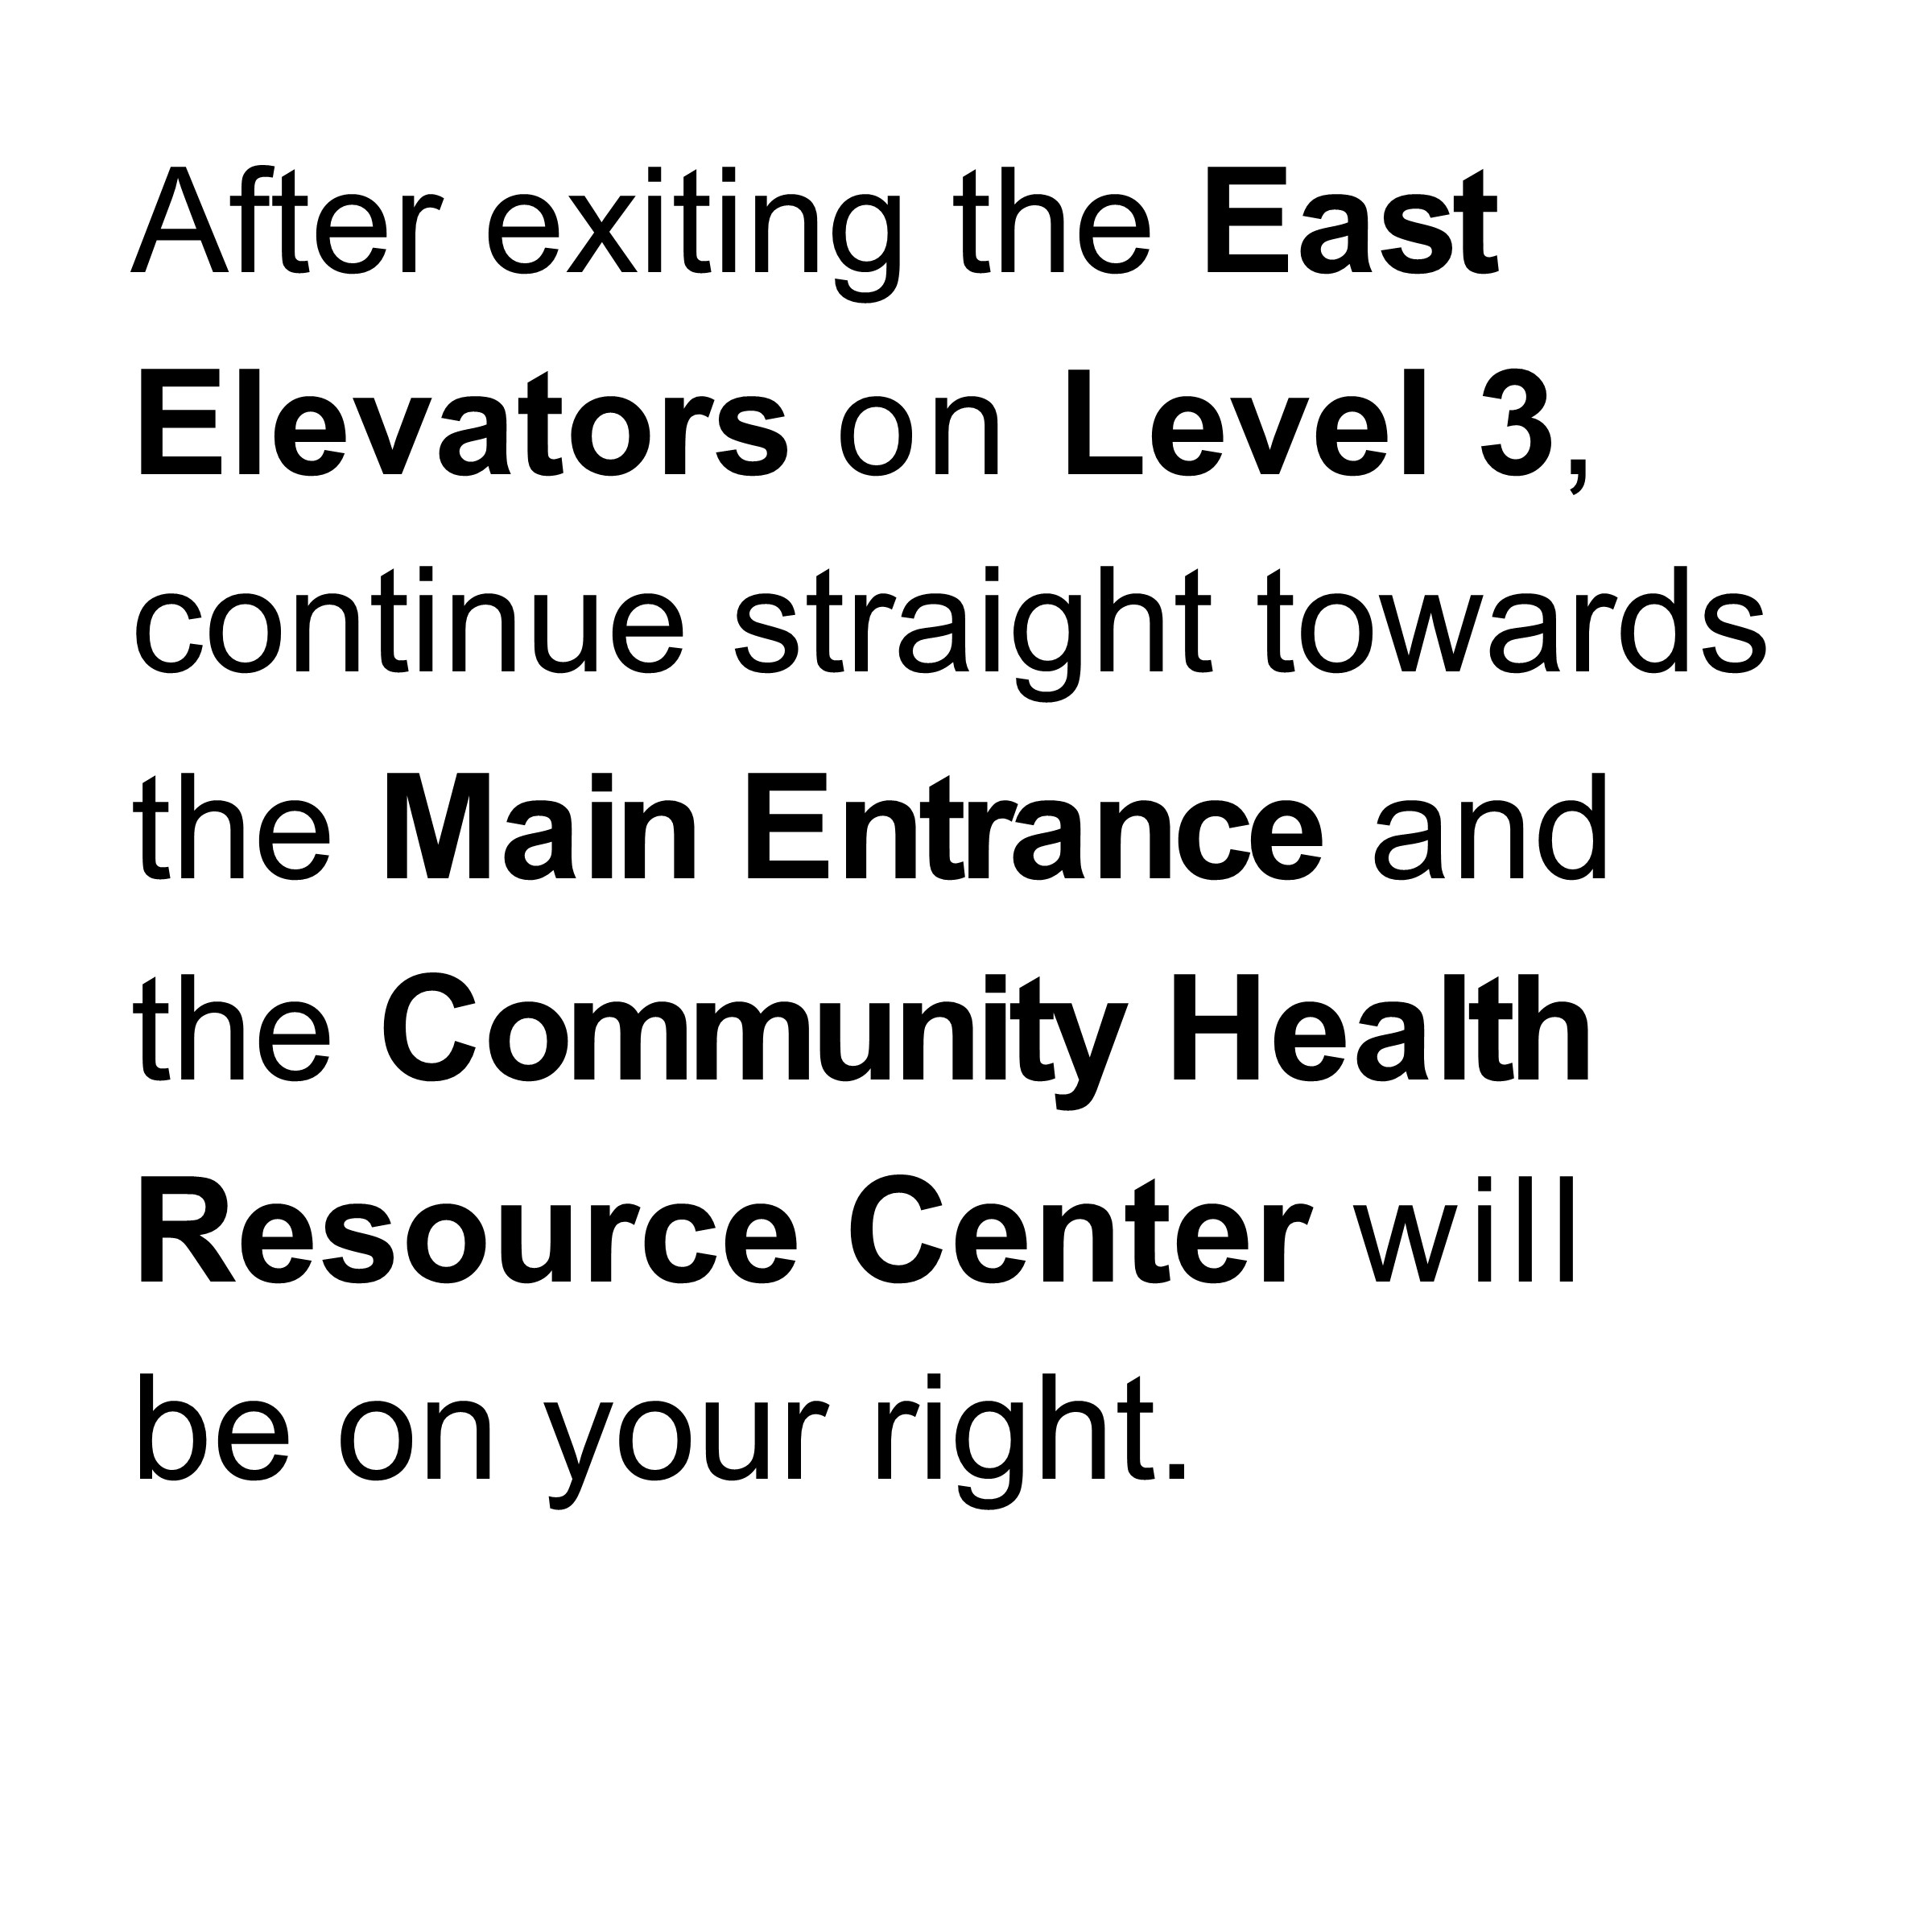 After exiting the East
Elevators on Level 3,
continue straight towards
the Main Entrance and
the Community Health
Resource Center will
be on your right.